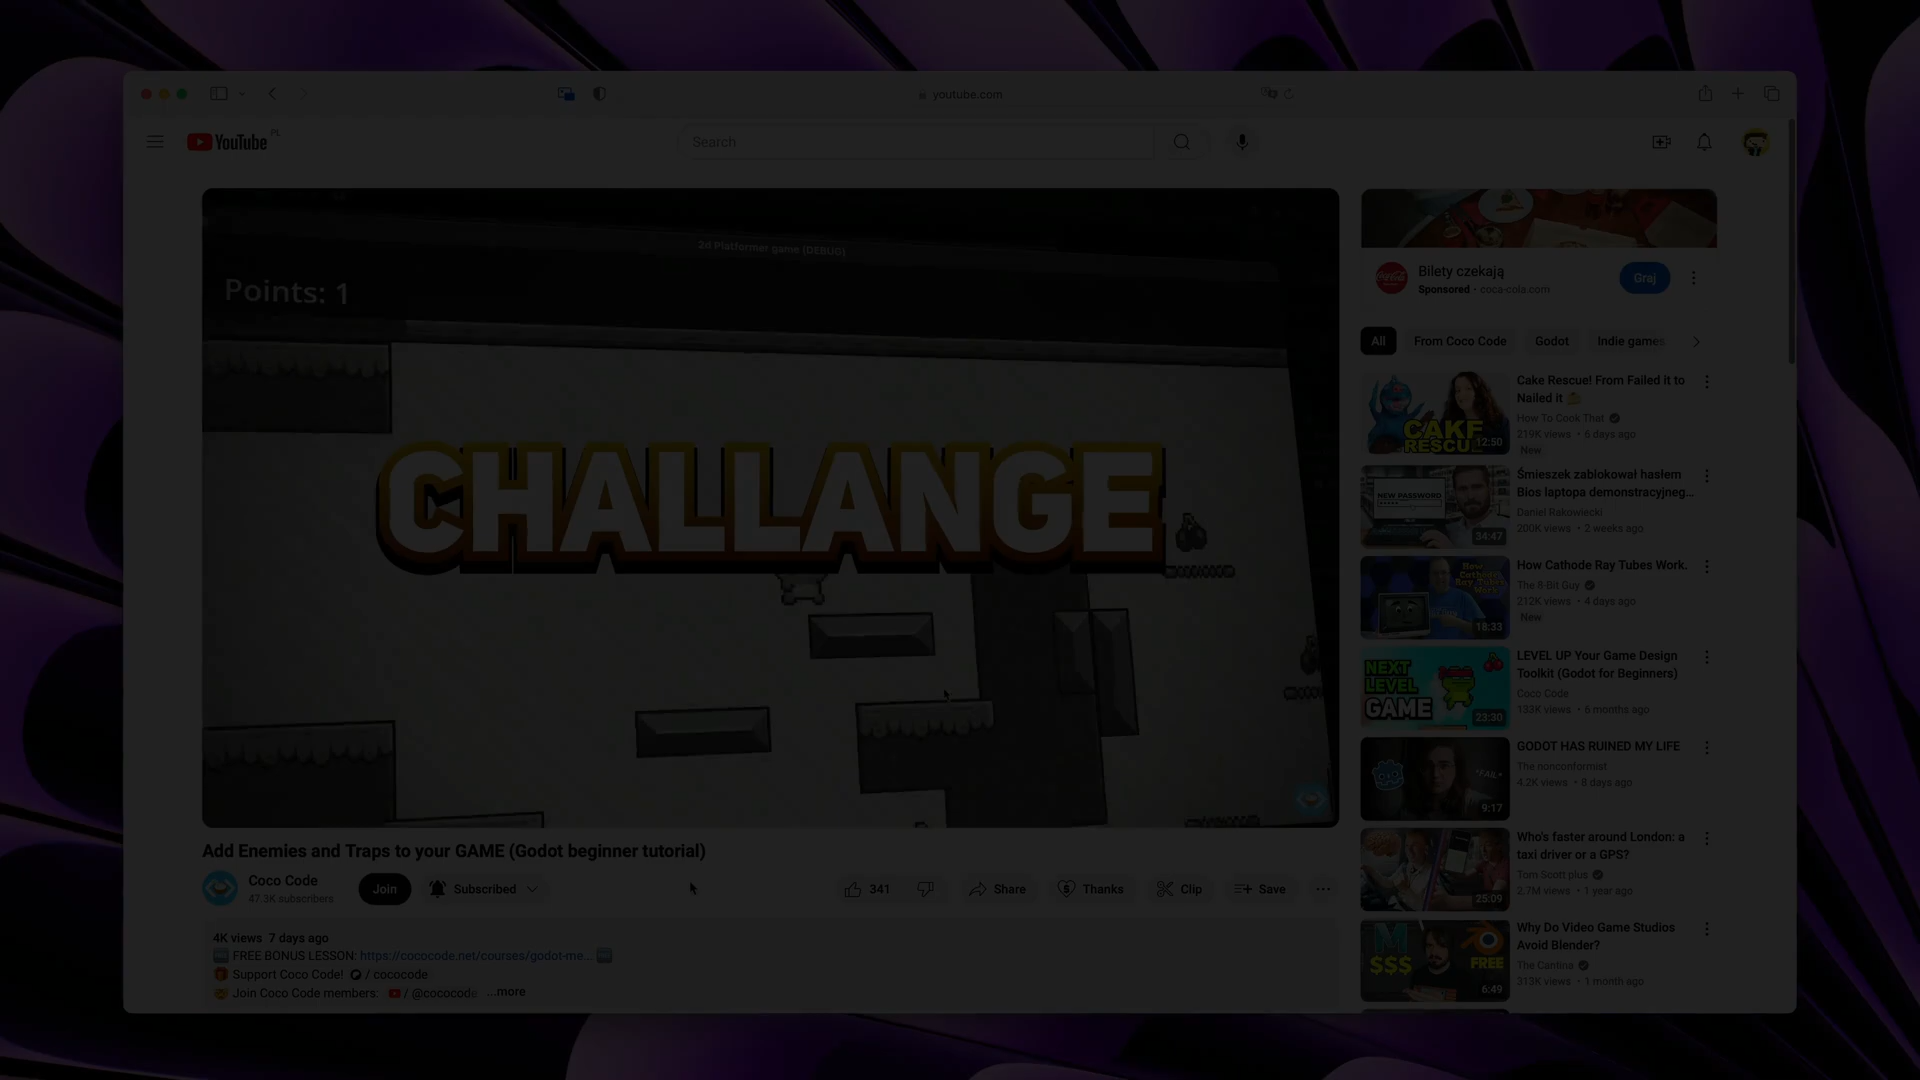 youtube.com
YouTube PL
Search
2d Platformer game (DEBUG)
Points: 1
CHALLANGE
Add Enemies and Traps to your GAME (Godot beginner tutorial)
Coco Code
47.3K subscribers
Join
Subscribed
341
Share
Thanks
Clip
Save
4K views 7 days ago
FREE BONUS LESSON: https://cococode.net/courses/godot-me...
Support Coco Code! / cococode
Join Coco Code members: / @cococode ...more
Bilety czekają
Sponsored · coca-cola.com
Graj
All
From Coco Code
Godot
Indie games
CAKE
RESCU
12:50
Cake Rescue! From Failed it to
Nailed it
How To Cook That
219K views • 6 days ago
New
NEW PASSWORD
34:47
Śmieszek zablokował hasłem
Bios laptopa demonstracyjneg...
Daniel Rakowiecki
200K views • 2 weeks ago
How
Cathode
Ray Tubes
Work
18:33
How Cathode Ray Tubes Work.
The 8-Bit Guy
212K views • 4 days ago
New
NEXT
LEVEL
GAME
23:30
LEVEL UP Your Game Design
Toolkit (Godot for Beginners)
Coco Code
133K views • 6 months ago
*FAIL*
9:17
GODOT HAS RUINED MY LIFE
The nonconformist
4.2K views • 8 days ago
25:09
Who's faster around London: a
taxi driver or a GPS?
Tom Scott plus
2.7M views • 1 year ago
M
$$$
FREE
6:49
Why Do Video Game Studios
Avoid Blender?
The Cantina
313K views • 1 month ago